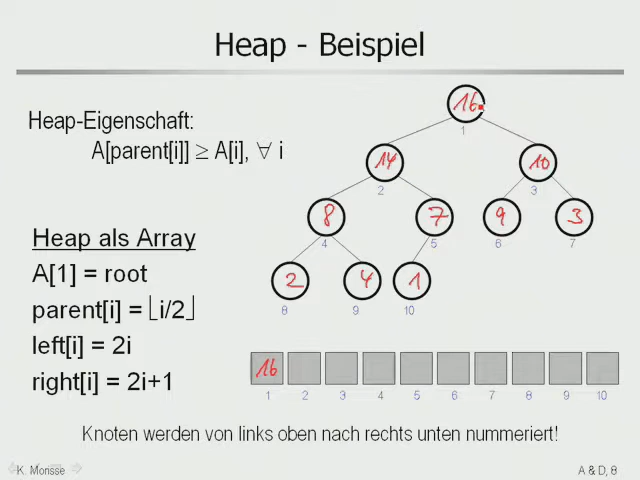 Heap - Beispiel
Heap-Eigenschaft:
A[parent[i]] ≥ A[i], ∀ i
16
1
14
10
2
3
8
7
9
3
4
5
6
7
2
4
1
8
9
10
Heap als Array
A[1] = root
parent[i] = ⌊i/2⌋
left[i] = 2i
right[i] = 2i+1
16
1 2 3 4 5 6 7 8 9 10
Knoten werden von links oben nach rechts unten nummeriert!
K. Morisse
A & D, 8